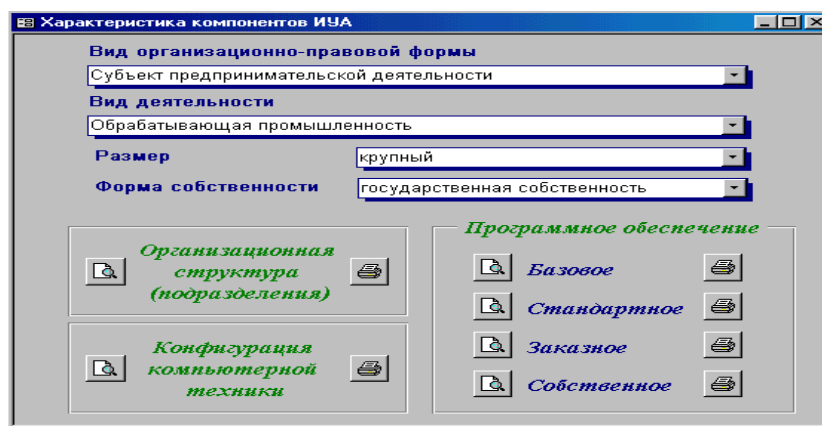 Характеристика компонентов ИУА
Вид организационно-правовой формы
Субъект предпринимательской деятельности
Вид деятельности
Обрабатывающая промышленность
Размер
крупный
Форма собственности
государственная собственность
Организационная
структура
(подразделения)
Конфигурация
компьютерной
техники
Программное обеспечение
Базовое
Стандартное
Заказное
Собственное